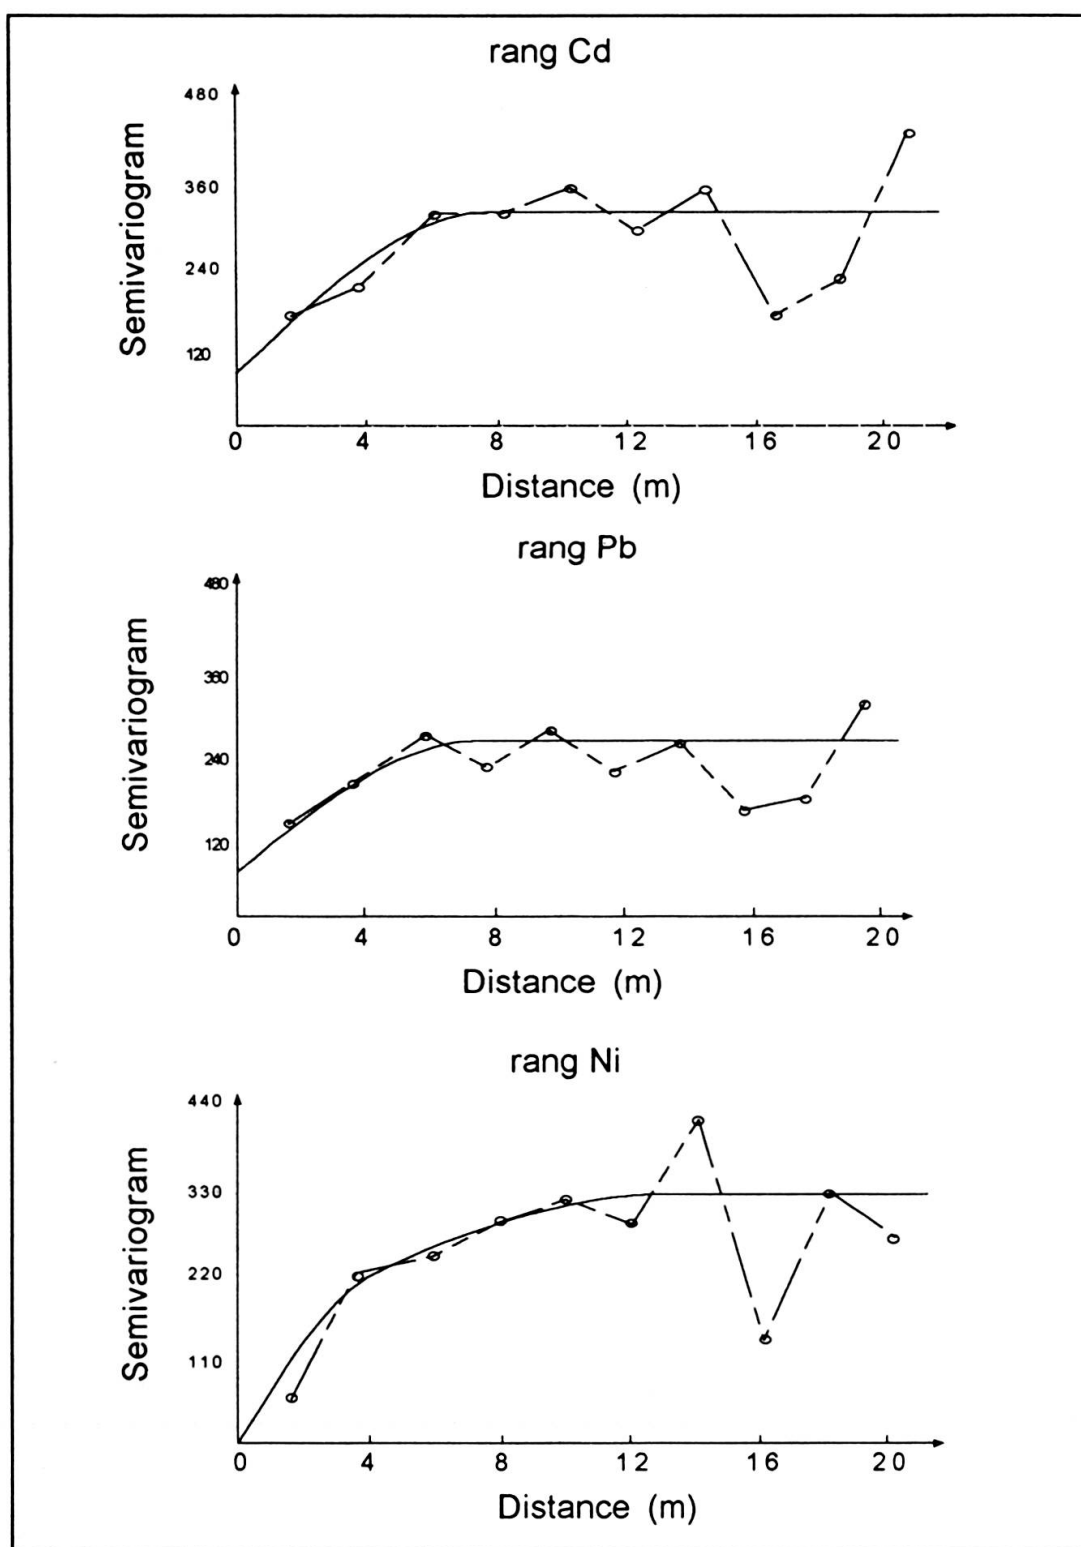 rang Cd
480
360
240
120
Semivariogram
0 4 8 12 16 20
Distance (m)
rang Pb
480
360
240
120
Semivariogram
0 4 8 12 16 20
Distance (m)
rang Ni
440
330
220
110
Semivariogram
0 4 8 12 16 20
Distance (m)